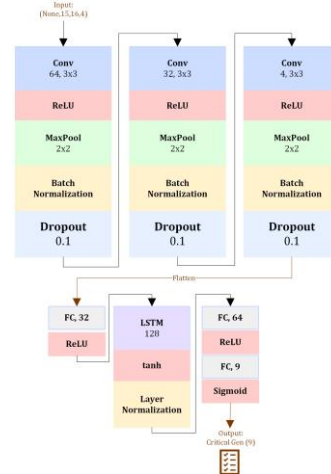 Input:
(None,15,16,4)
Conv
64, 3x3
ReLU
MaxPool
2x2
Batch
Normalization
Dropout
0.1
Conv
32, 3x3
ReLU
MaxPool
2x2
Batch
Normalization
Dropout
0.1
Conv
4, 3x3
ReLU
MaxPool
2x2
Batch
Normalization
Dropout
0.1
Flatten
FC, 32
ReLU
LSTM
128
tanh
Layer
Normalization
FC, 64
ReLU
FC, 9
Sigmoid
Output:
Critical Gen (9)